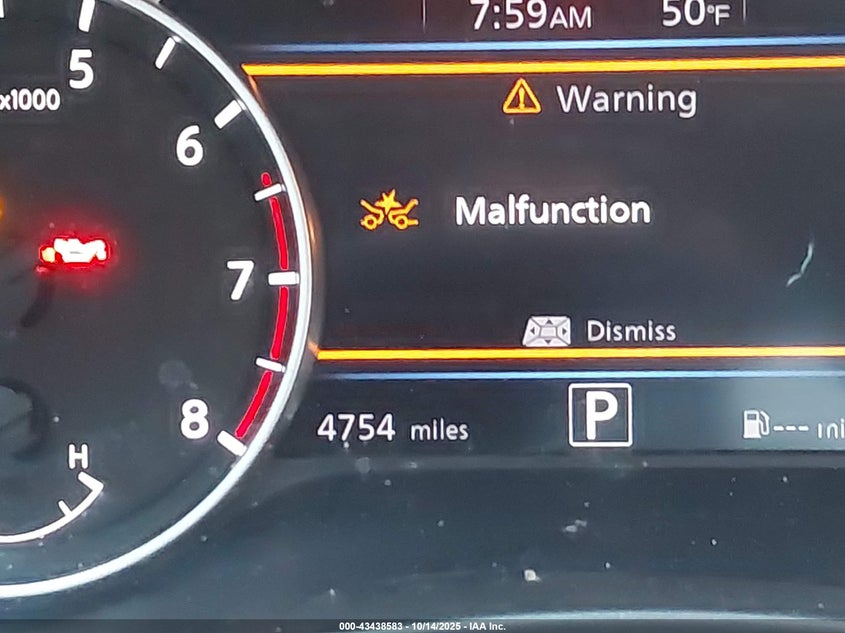 7:59AM 50°F
5
x1000
6
Warning
Malfunction
7
Dismiss
8
4754 miles
P
---
H
000-43438583 - 10/14/2025 - IAA Inc.